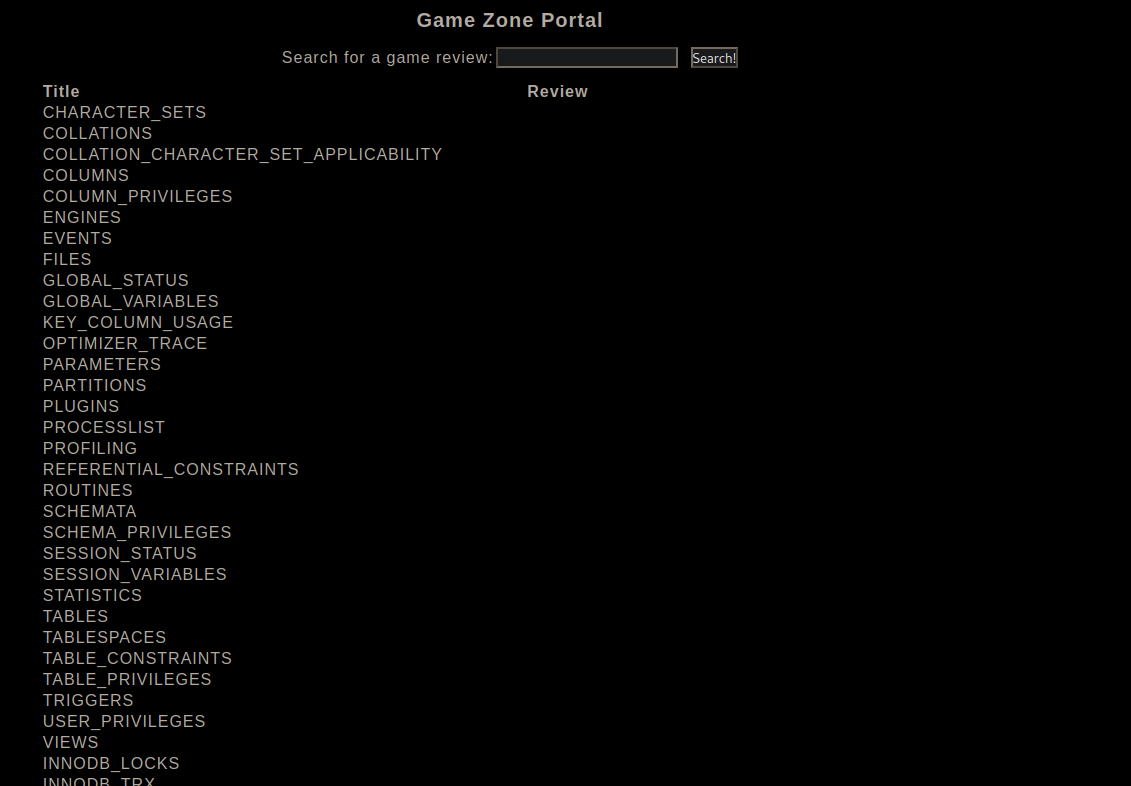 Game Zone Portal
Search for a game review: Search!
Title Review
CHARACTER_SETS
COLLATIONS
COLLATION_CHARACTER_SET_APPLICABILITY
COLUMNS
COLUMN_PRIVILEGES
ENGINES
EVENTS
FILES
GLOBAL_STATUS
GLOBAL_VARIABLES
KEY_COLUMN_USAGE
OPTIMIZER_TRACE
PARAMETERS
PARTITIONS
PLUGINS
PROCESSLIST
PROFILING
REFERENTIAL_CONSTRAINTS
ROUTINES
SCHEMATA
SCHEMA_PRIVILEGES
SESSION_STATUS
SESSION_VARIABLES
STATISTICS
TABLES
TABLESPACES
TABLE_CONSTRAINTS
TABLE_PRIVILEGES
TRIGGERS
USER_PRIVILEGES
VIEWS
INNODB_LOCKS
INNODB_TRX